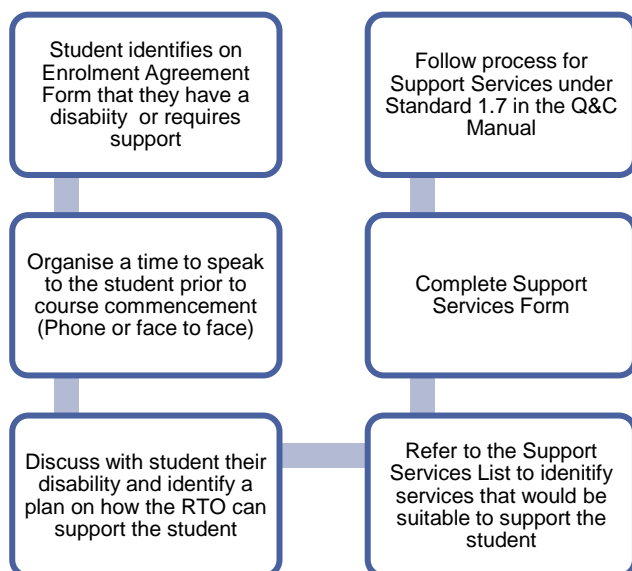 Student identifies on
Enrolment Agreement
Form that they have a
disabiity or requires
support
Organise a time to speak
to the student prior to
course commencement
(Phone or face to face)
Discuss with student their
disability and identify a
plan on how the RTO can
support the student
Refer to the Support
Services List to idenitify
services that would be
suitable to support the
student
Complete Support
Services Form
Follow process for
Support Services under
Standard 1.7 in the Q&C
Manual